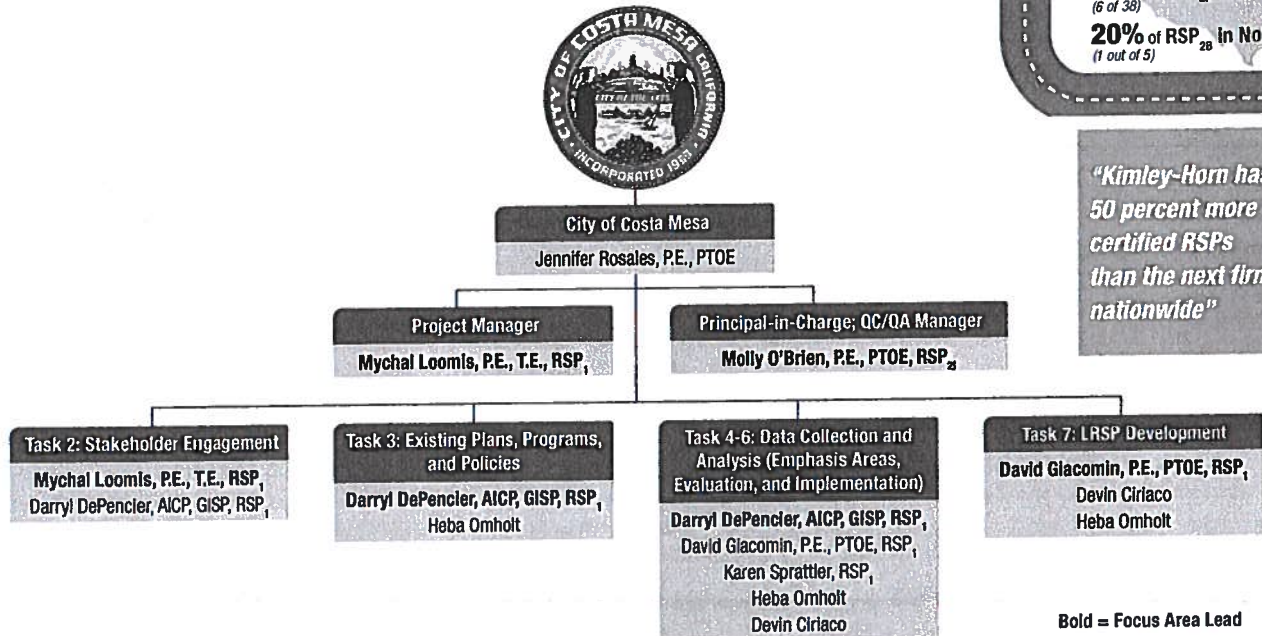 CITY OF COSTA MESA CALIFORNIA
INCORPORATED 1953
(6 of 38)
20% of RSP2B in No
(1 out of 5)
"Kimley-Horn has
50 percent more
certified RSPs
than the next firm
nationwide"
City of Costa Mesa
Jennifer Rosales, P.E., PTOE
Project Manager
Mychal Loomis, P.E., T.E., RSP1
Principal-in-Charge; QC/QA Manager
Molly O'Brien, P.E., PTOE, RSP2B
Task 2: Stakeholder Engagement
Mychal Loomis, P.E., T.E., RSP1
Darryl DePencier, AICP, GISP, RSP1
Task 3: Existing Plans, Programs,
and Policies
Darryl DePencier, AICP, GISP, RSP1
Heba Omholt
Task 4-6: Data Collection and
Analysis (Emphasis Areas,
Evaluation, and Implementation)
Darryl DePencier, AICP, GISP, RSP1
David Giacomin, P.E., PTOE, RSP1
Karen Sprattler, RSP1
Heba Omholt
Devin Ciriaco
Task 7: LRSP Development
David Giacomin, P.E., PTOE, RSP1
Devin Ciriaco
Heba Omholt
Bold = Focus Area Lead